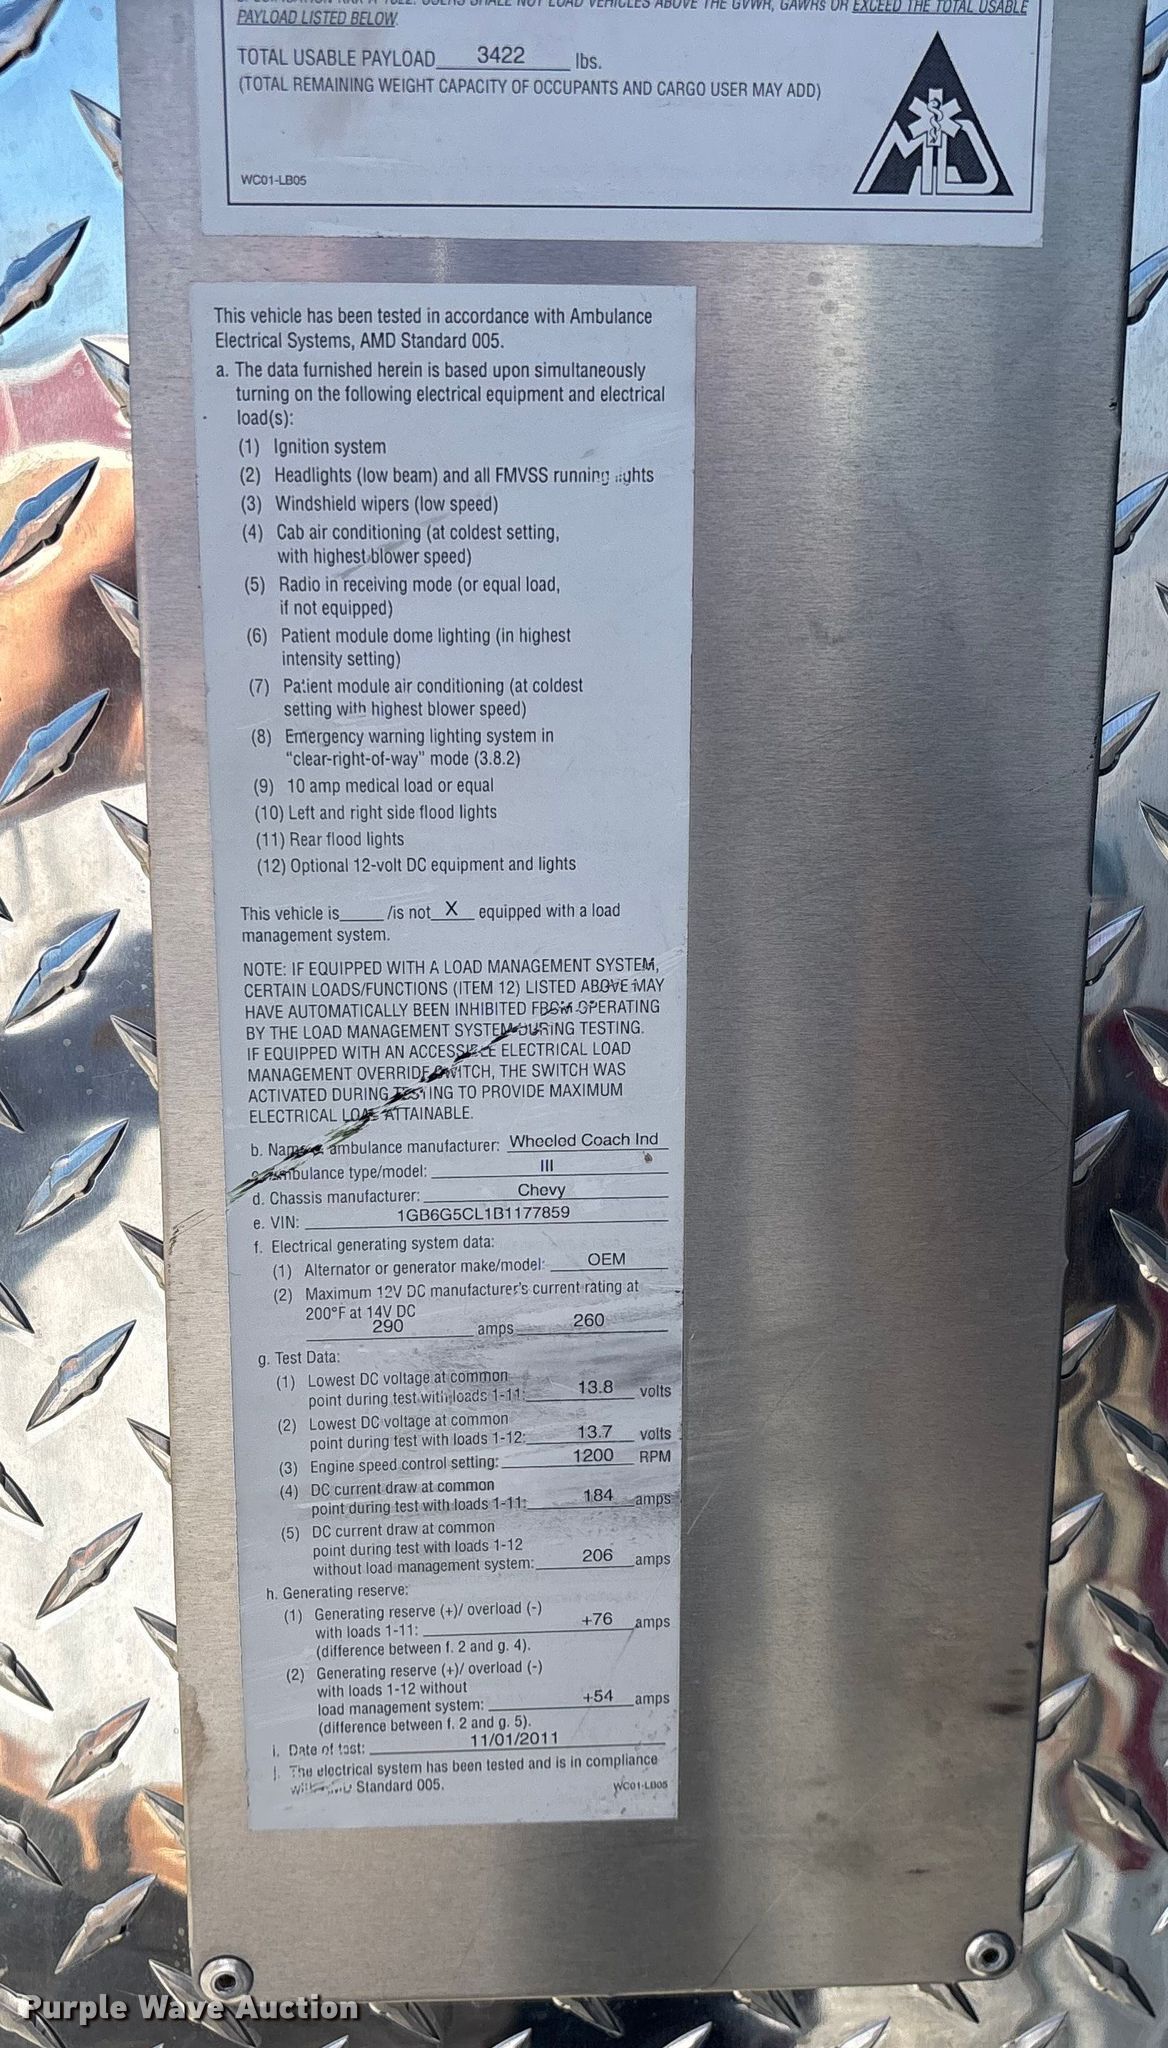 SPECIFICATION KKK-A-1822. USERS SHALL NOT LOAD VEHICLES ABOVE THE GVWR, GAWRs OR EXCEED THE TOTAL USABLE
PAYLOAD LISTED BELOW.
TOTAL USABLE PAYLOAD 3422 lbs.
(TOTAL REMAINING WEIGHT CAPACITY OF OCCUPANTS AND CARGO USER MAY ADD)
WC01-LB05
This vehicle has been tested in accordance with Ambulance
Electrical Systems, AMD Standard 005.
a. The data furnished herein is based upon simultaneously
turning on the following electrical equipment and electrical
load(s):
(1) Ignition system
(2) Headlights (low beam) and all FMVSS running lights
(3) Windshield wipers (low speed)
(4) Cab air conditioning (at coldest setting,
with highest blower speed)
(5) Radio in receiving mode (or equal load,
if not equipped)
(6) Patient module dome lighting (in highest
intensity setting)
(7) Patient module air conditioning (at coldest
setting with highest blower speed)
(8) Emergency warning lighting system in
"clear-right-of-way" mode (3.8.2)
(9) 10 amp medical load or equal
(10) Left and right side flood lights
(11) Rear flood lights
(12) Optional 12-volt DC equipment and lights
This vehicle is____ /is not X equipped with a load
management system.
NOTE: IF EQUIPPED WITH A LOAD MANAGEMENT SYSTEM,
CERTAIN LOADS/FUNCTIONS (ITEM 12) LISTED ABOVE MAY
HAVE AUTOMATICALLY BEEN INHIBITED FROM OPERATING
BY THE LOAD MANAGEMENT SYSTEM DURING TESTING.
IF EQUIPPED WITH AN ACCESSIBLE ELECTRICAL LOAD
MANAGEMENT OVERRIDE SWITCH, THE SWITCH WAS
ACTIVATED DURING TESTING TO PROVIDE MAXIMUM
ELECTRICAL LOAD ATTAINABLE.
b. Name of ambulance manufacturer: Wheeled Coach Ind
c. Ambulance type/model: III
d. Chassis manufacturer: Chevy
e. VIN: 1GB6G5CL1B1177859
f. Electrical generating system data:
(1) Alternator or generator make/model: OEM
(2) Maximum 12V DC manufacturer's current rating at
200°F at 14V DC
290 amps 260
g. Test Data:
(1) Lowest DC voltage at common
point during test with loads 1-11: 13.8 volts
(2) Lowest DC voltage at common
point during test with loads 1-12: 13.7 volts
(3) Engine speed control setting: 1200 RPM
(4) DC current draw at common
point during test with loads 1-11: 184 amps
(5) DC current draw at common
point during test with loads 1-12
without load management system: 206 amps
h. Generating reserve:
(1) Generating reserve (+)/ overload (-)
with loads 1-11: +76 amps
(difference between f. 2 and g. 4).
(2) Generating reserve (+)/ overload (-)
with loads 1-12 without
load management system: +54 amps
(difference between f. 2 and g. 5).
i. Date of test: 11/01/2011
j. The electrical system has been tested and is in compliance
with AMD Standard 005.
WC01-LB05
Purple Wave Auction